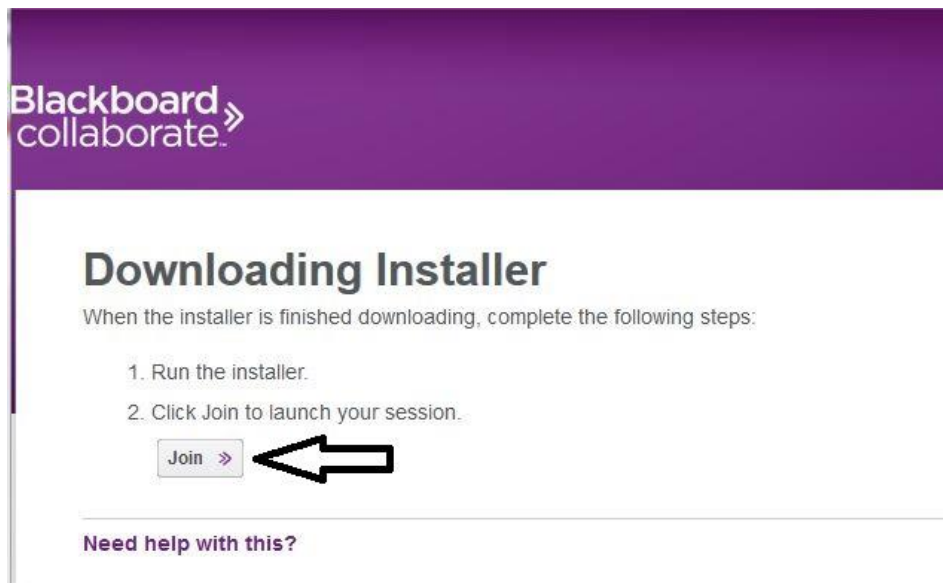 Blackboard
collaborate™
Downloading Installer
When the installer is finished downloading, complete the following steps:
1. Run the installer.
2. Click Join to launch your session.
Join »
Need help with this?